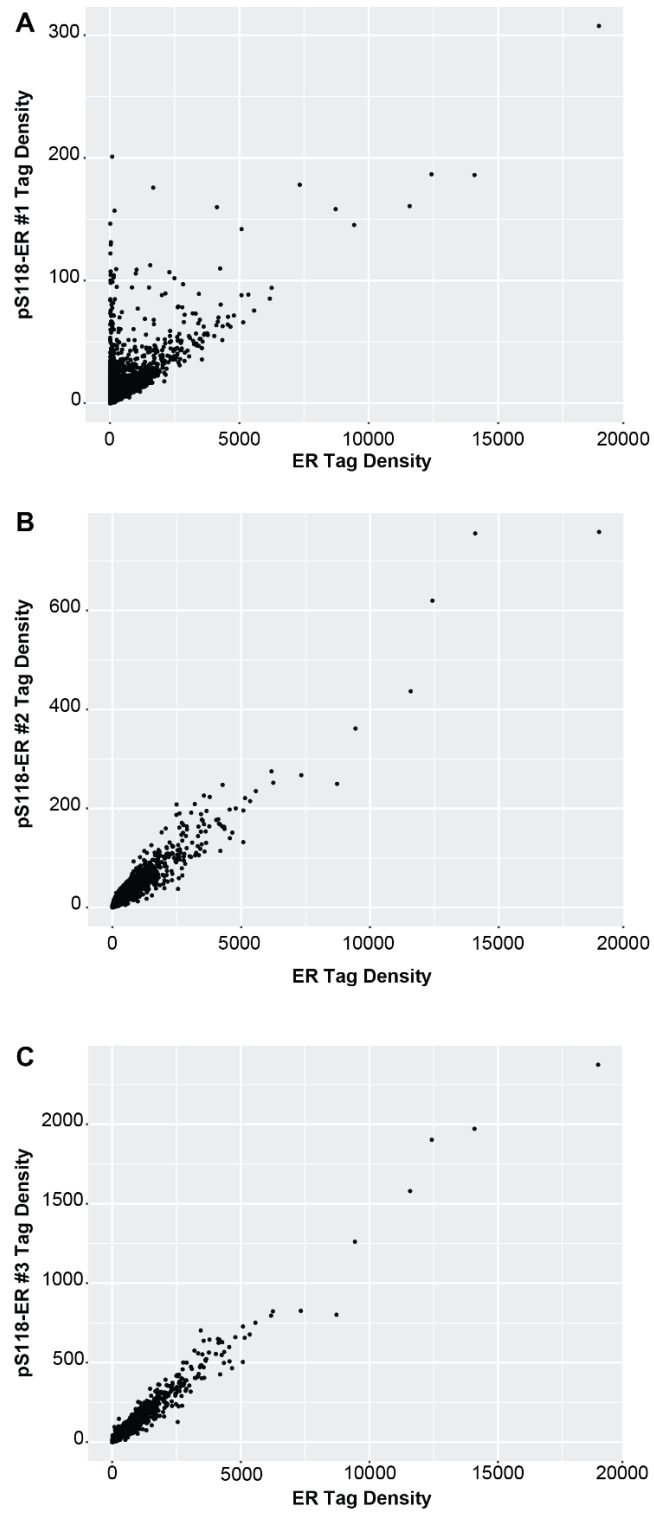 A
pS118-ER #1 Tag Density
300
200
100
0
0 5000 10000 15000 20000
ER Tag Density
B
pS118-ER #2 Tag Density
600
400
200
0
0 5000 10000 15000 20000
ER Tag Density
C
pS118-ER #3 Tag Density
2000
1500
1000
500
0
0 5000 10000 15000 20000
ER Tag Density